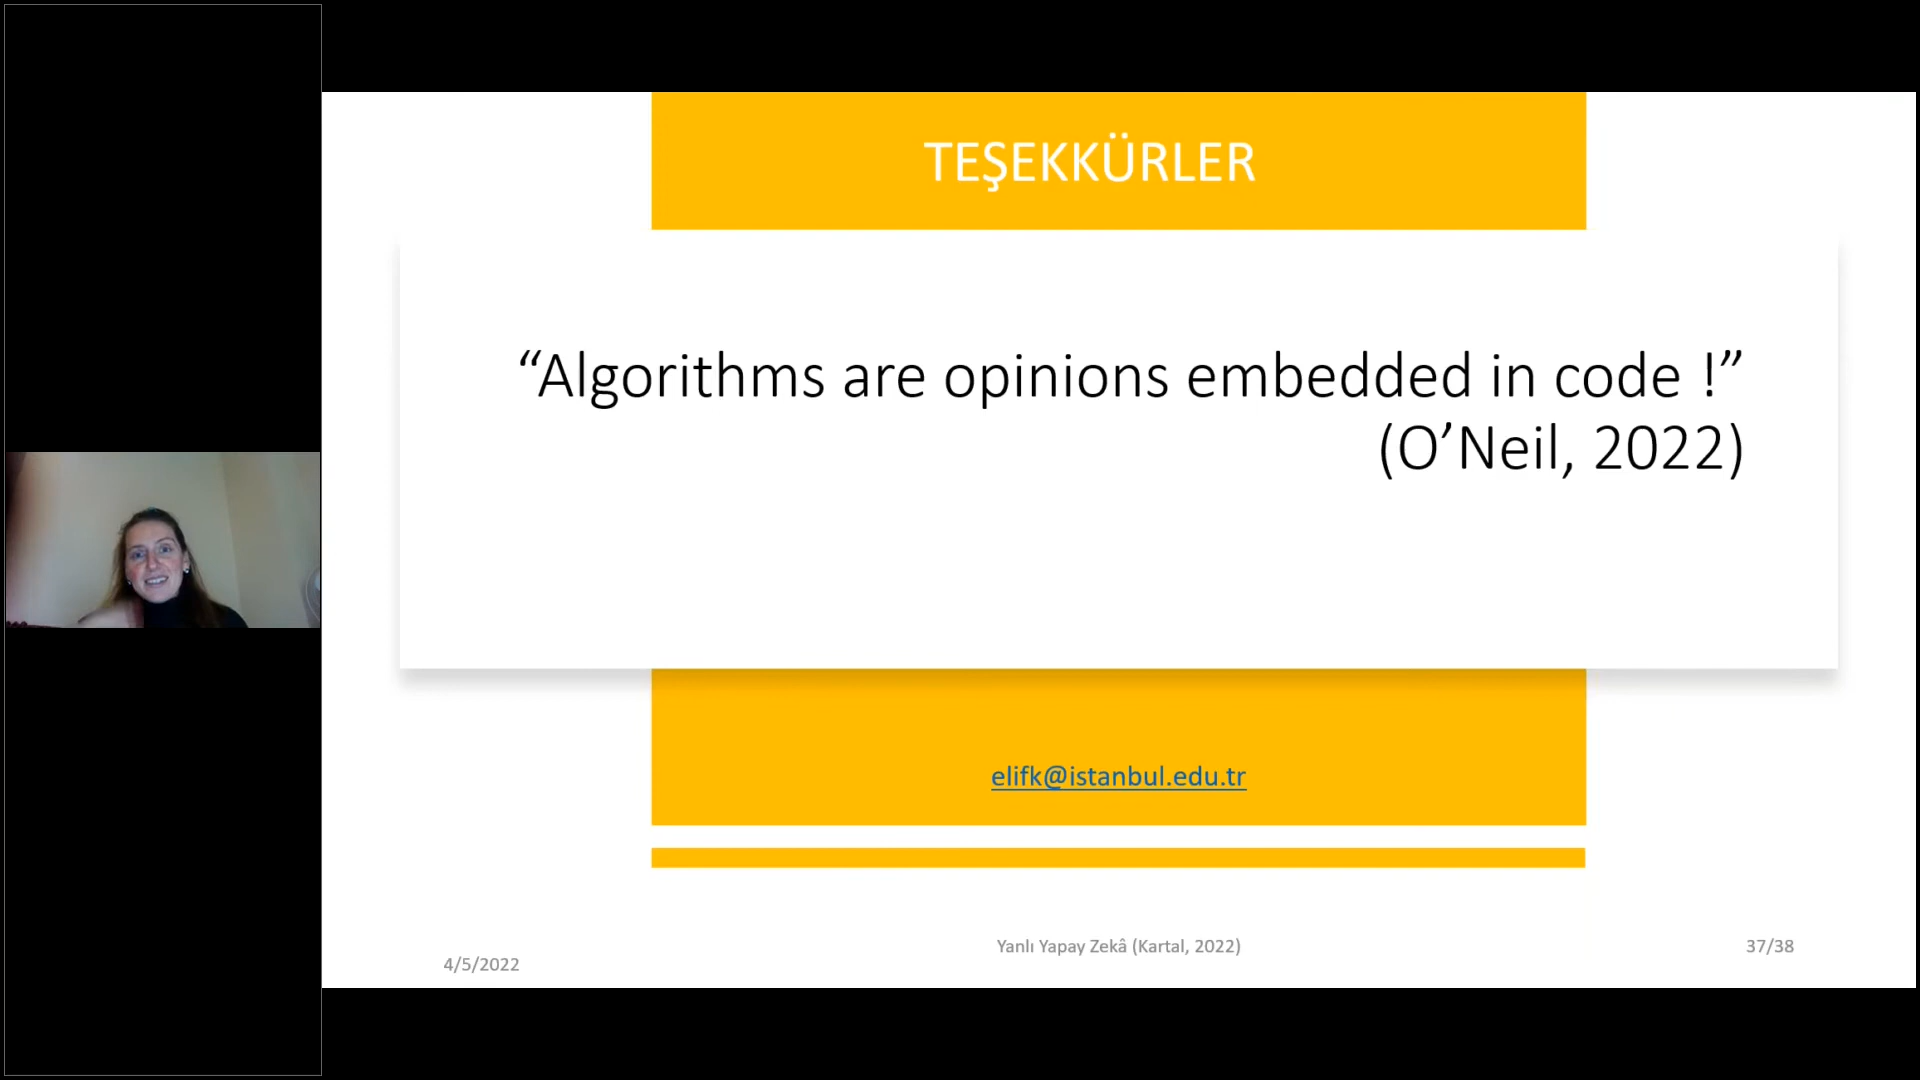 TEŞEKKÜRLER
“Algorithms are opinions embedded in code !”
(O’Neil, 2022)
elifk@istanbul.edu.tr
Yanlı Yapay Zekâ (Kartal, 2022)
37/38
4/5/2022